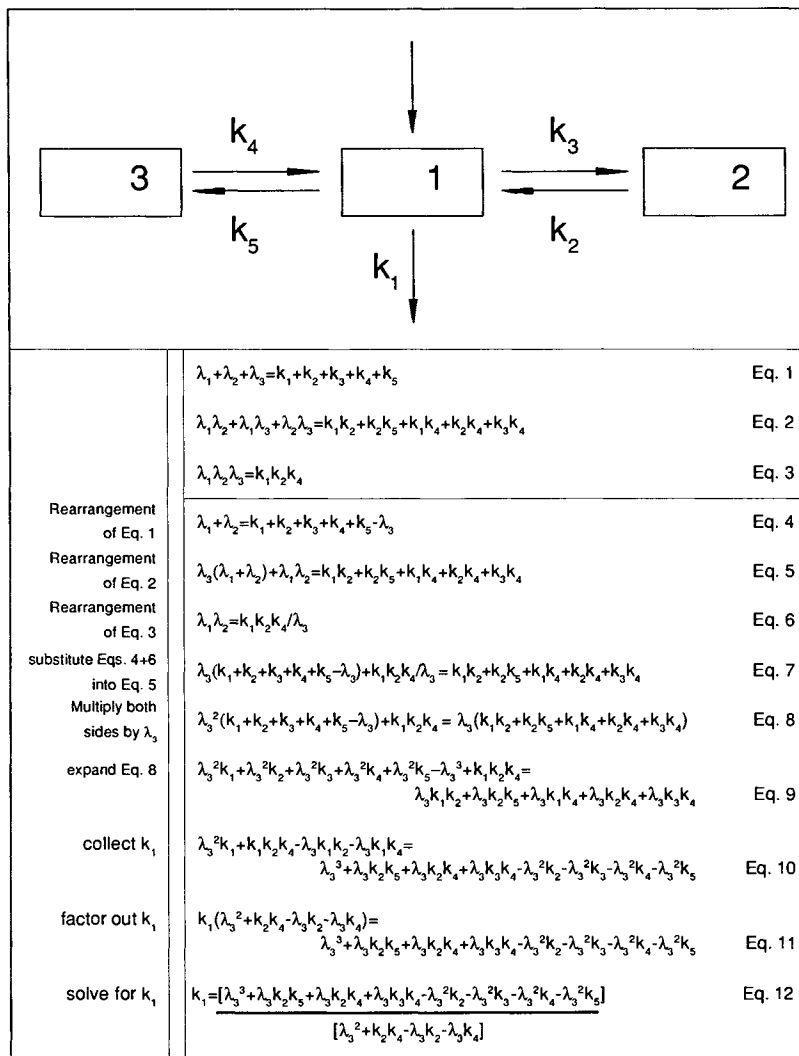 k₄
k₃
3
1
2
k₅
k₂
k₁
λ₁+λ₂+λ₃=k₁+k₂+k₃+k₄+k₅ Eq. 1
λ₁λ₂+λ₁λ₃+λ₂λ₃=k₁k₂+k₂k₅+k₁k₄+k₂k₄+k₃k₄ Eq. 2
λ₁λ₂λ₃=k₁k₂k₄ Eq. 3
Rearrangement
of Eq. 1
λ₁+λ₂=k₁+k₂+k₃+k₄+k₅-λ₃ Eq. 4
Rearrangement
of Eq. 2
λ₃(λ₁+λ₂)+λ₁λ₂=k₁k₂+k₂k₅+k₁k₄+k₂k₄+k₃k₄ Eq. 5
Rearrangement
of Eq. 3
λ₁λ₂=k₁k₂k₄/λ₃ Eq. 6
substitute Eqs. 4+6
into Eq. 5
λ₃(k₁+k₂+k₃+k₄+k₅-λ₃)+k₁k₂k₄/λ₃ = k₁k₂+k₂k₅+k₁k₄+k₂k₄+k₃k₄ Eq. 7
Multiply both
sides by λ₃
λ₃²(k₁+k₂+k₃+k₄+k₅-λ₃)+k₁k₂k₄ = λ₃(k₁k₂+k₂k₅+k₁k₄+k₂k₄+k₃k₄) Eq. 8
expand Eq. 8
λ₃²k₁+λ₃²k₂+λ₃²k₃+λ₃²k₄+λ₃²k₅-λ₃³+k₁k₂k₄=
λ₃k₁k₂+λ₃k₂k₅+λ₃k₁k₄+λ₃k₂k₄+λ₃k₃k₄ Eq. 9
collect k₁
λ₃²k₁+k₁k₂k₄-λ₃k₁k₂-λ₃k₁k₄=
λ₃³+λ₃k₂k₅+λ₃k₂k₄+λ₃k₃k₄-λ₃²k₂-λ₃²k₃-λ₃²k₄-λ₃²k₅ Eq. 10
factor out k₁
k₁(λ₃²+k₂k₄-λ₃k₂-λ₃k₄)=
λ₃³+λ₃k₂k₅+λ₃k₂k₄+λ₃k₃k₄-λ₃²k₂-λ₃²k₃-λ₃²k₄-λ₃²k₅ Eq. 11
solve for k₁
k₁=[λ₃³+λ₃k₂k₅+λ₃k₂k₄+λ₃k₃k₄-λ₃²k₂-λ₃²k₃-λ₃²k₄-λ₃²k₅] Eq. 12
[λ₃²+k₂k₄-λ₃k₂-λ₃k₄]